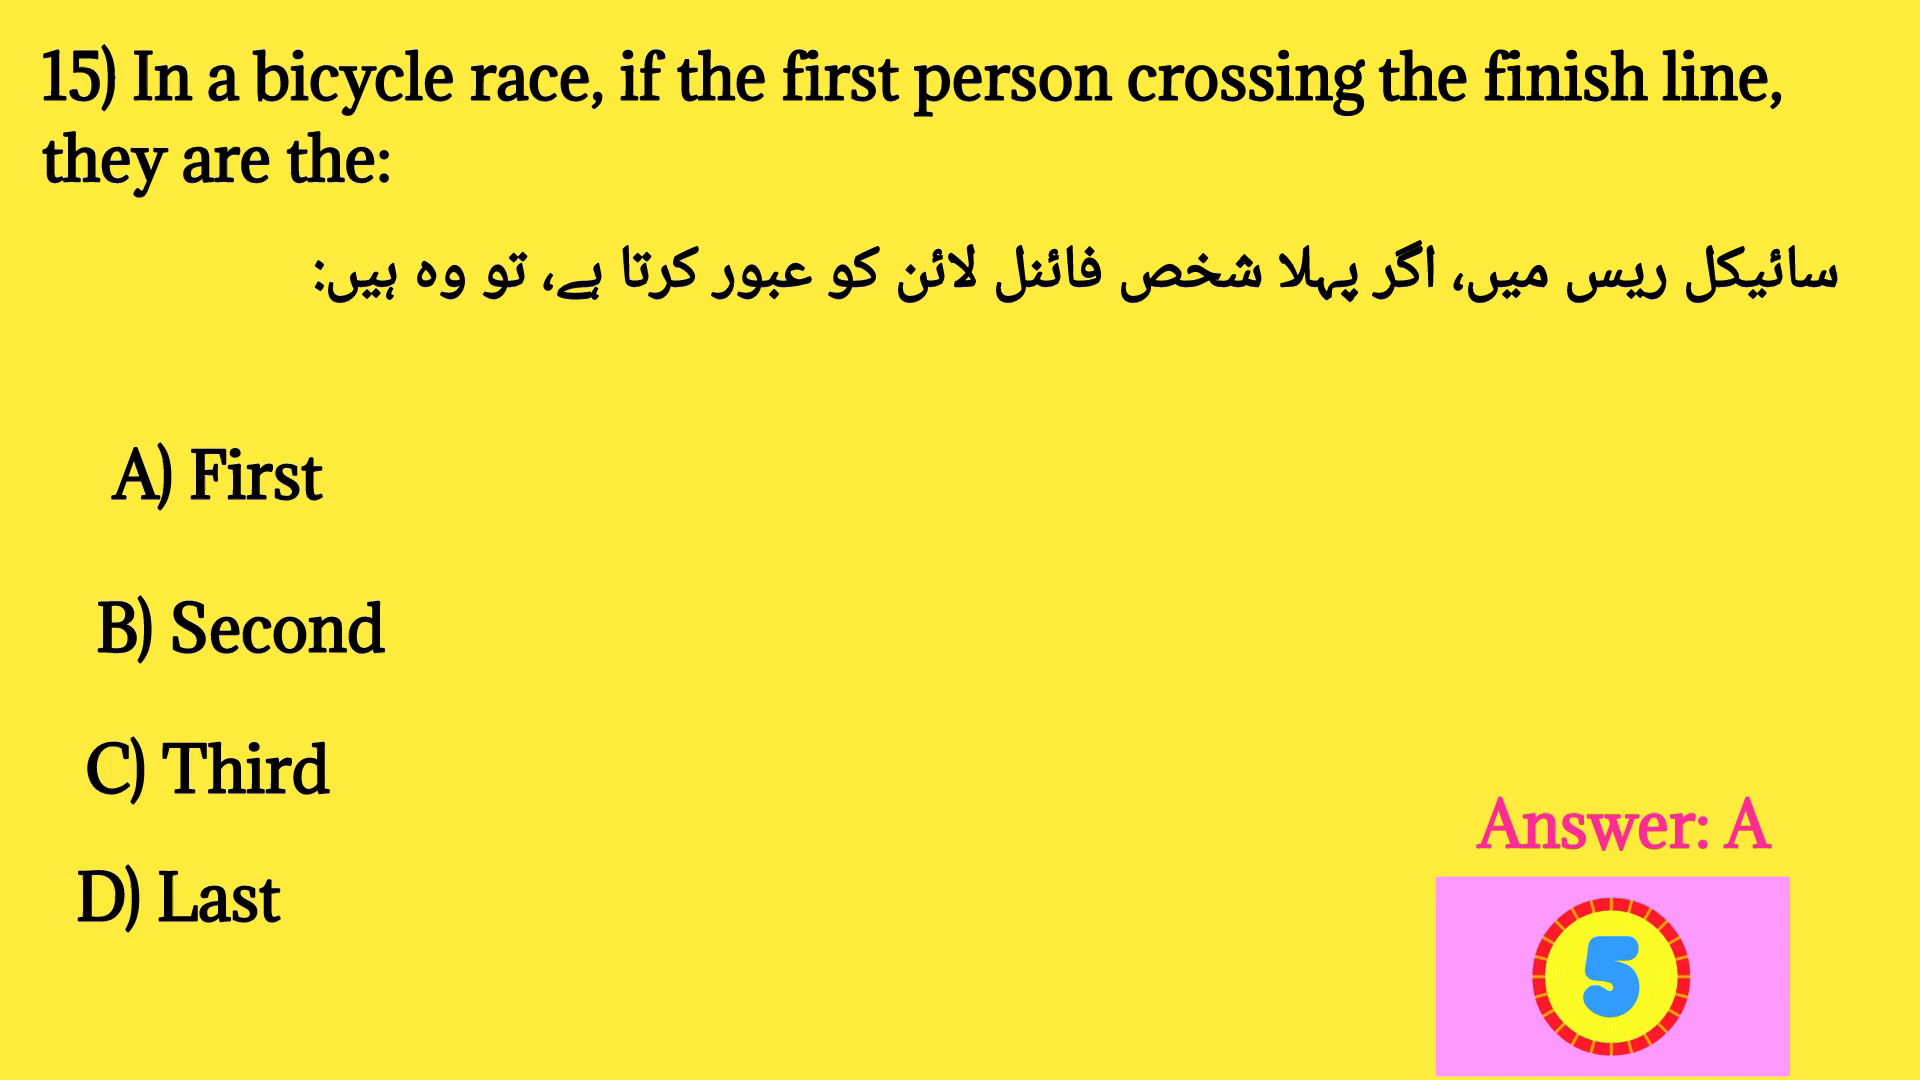 15) In a bicycle race, if the first person crossing the finish line,
they are the:
سائیکل ریس میں، اگر پہلا شخص فائنل لائن کو عبور کرتا ہے، تو وہ ہیں:
A) First
B) Second
C) Third
D) Last
Answer: A
5